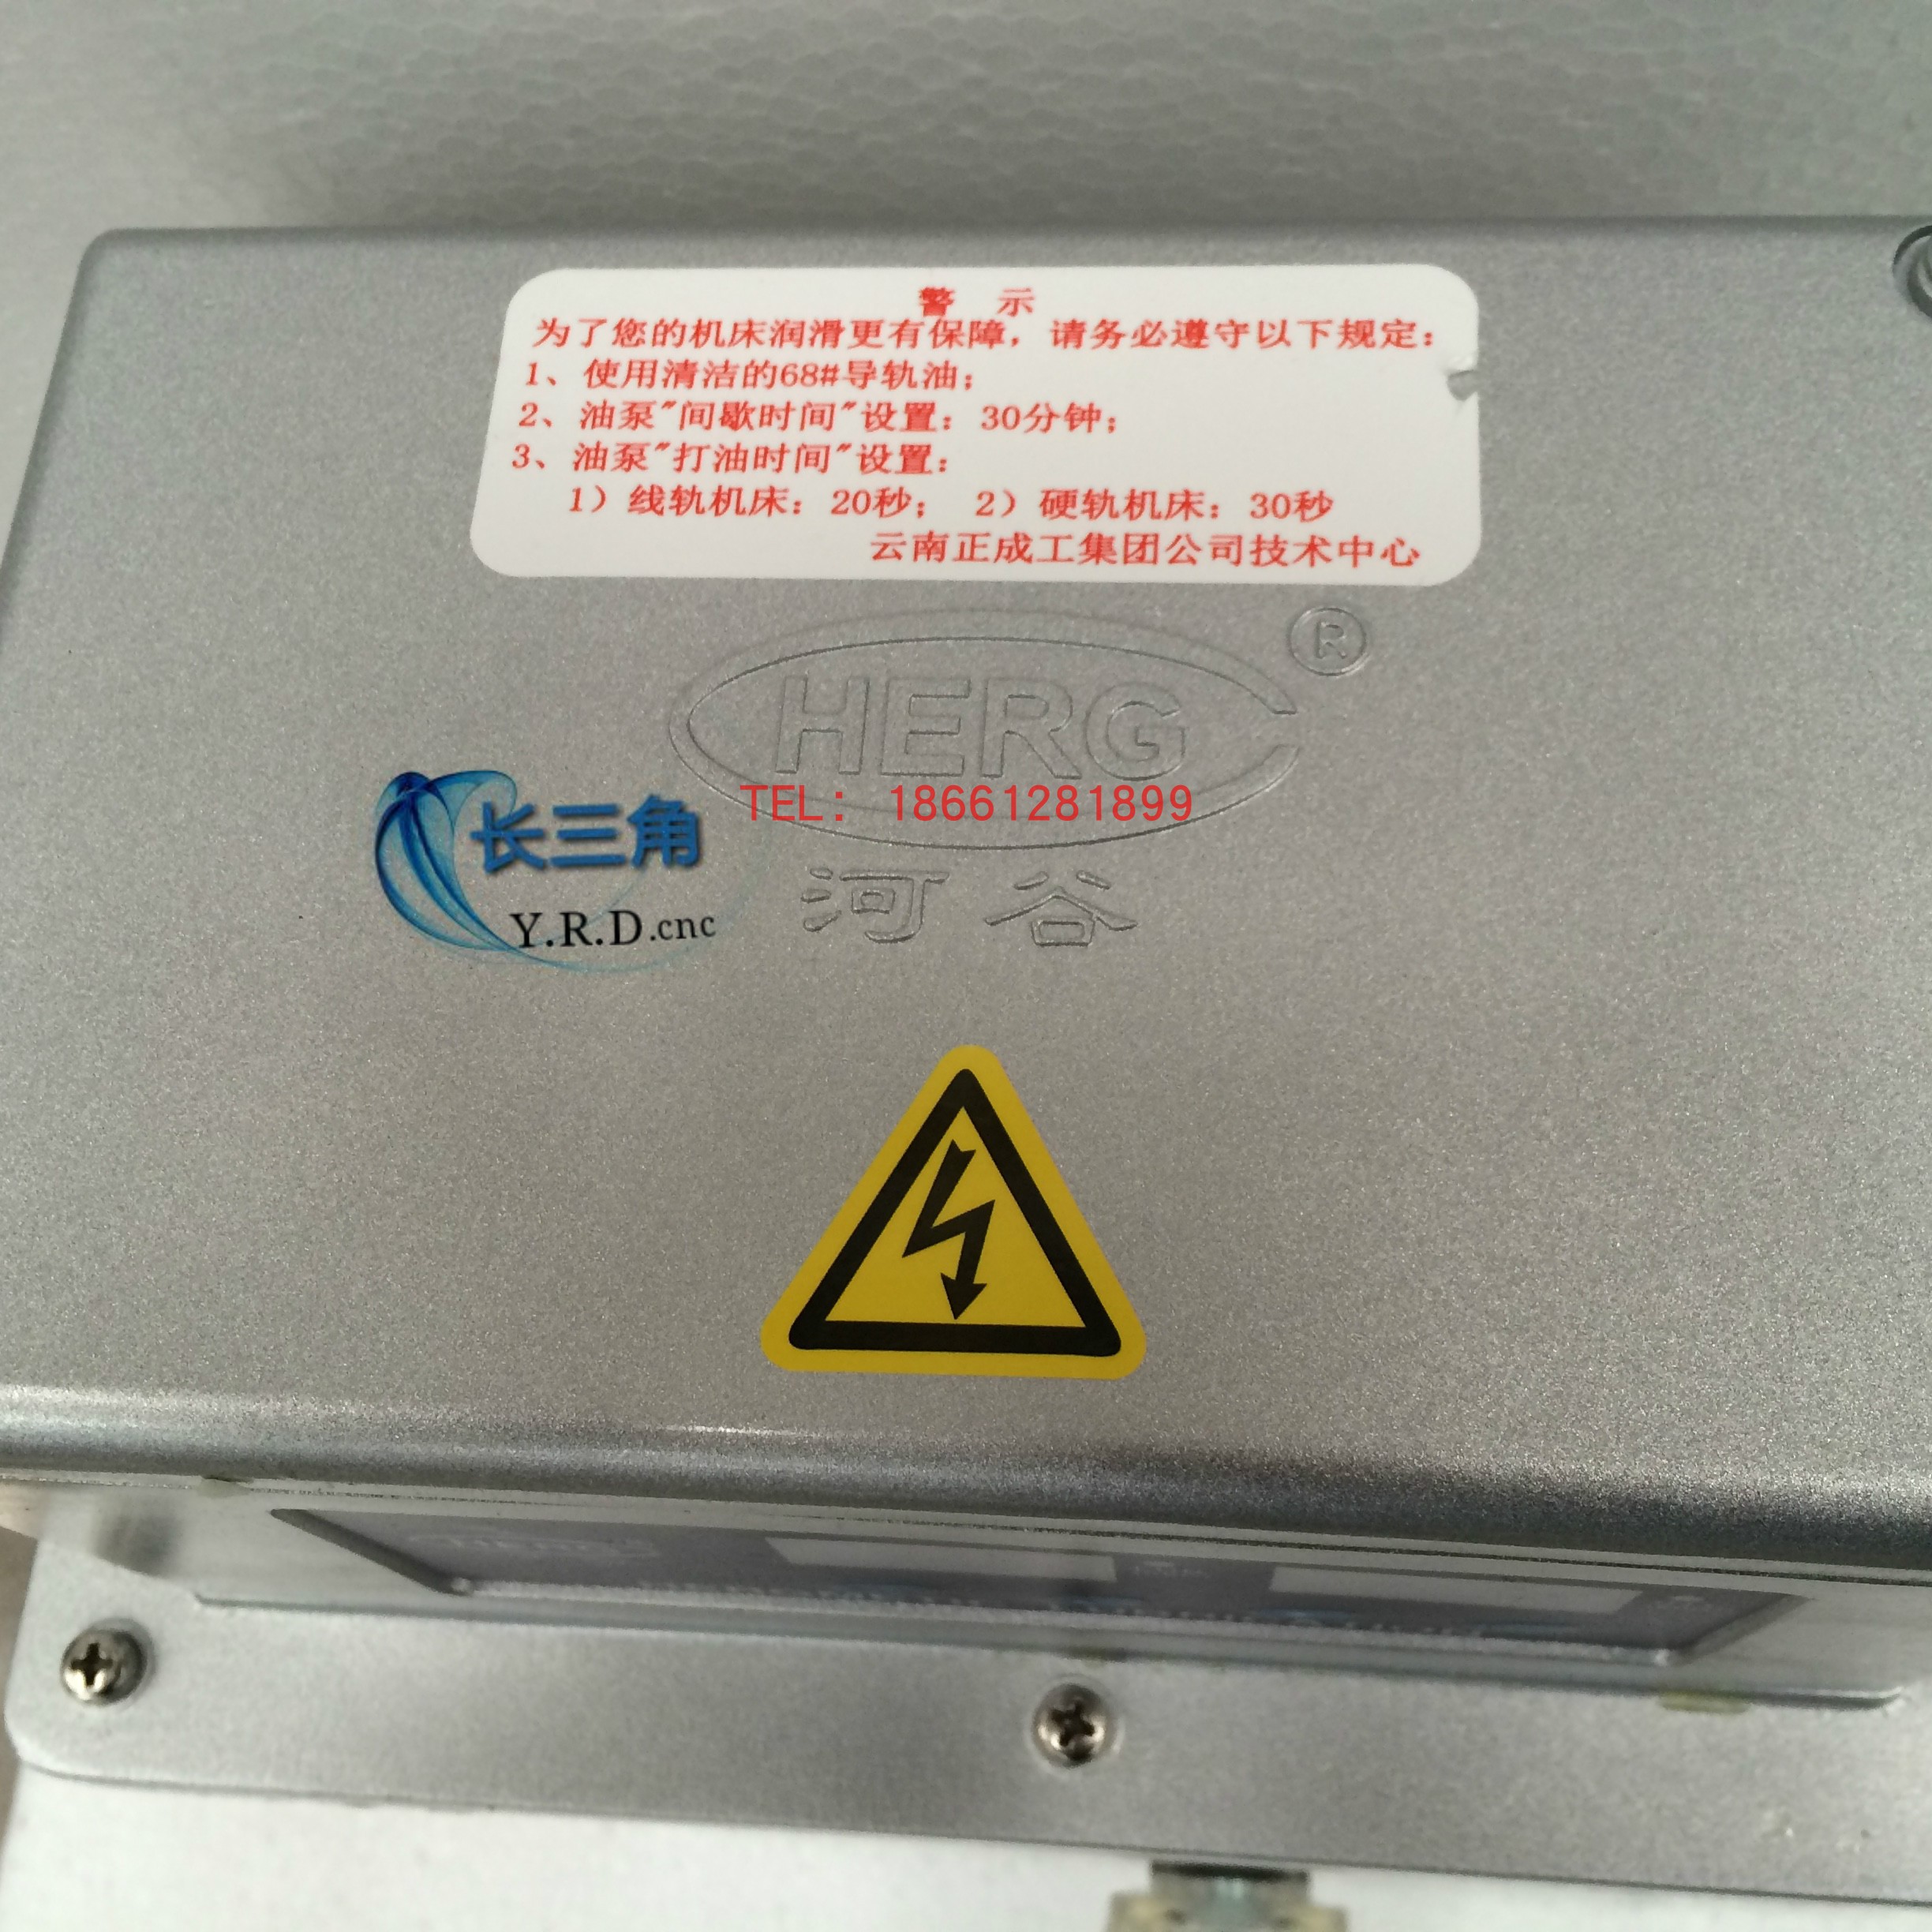 警 示
为了您的机床润滑更有保障，请务必遵守以下规定：
1、使用清洁的68#导轨油；
2、油泵"间歇时间"设置：30分钟；
3、油泵"打油时间"设置：
1）线轨机床：20秒； 2）硬轨机床：30秒
云南正成工集团公司技术中心
HERG ®
TEL: 18661281899
长三角
Y.R.D.cnc
河谷